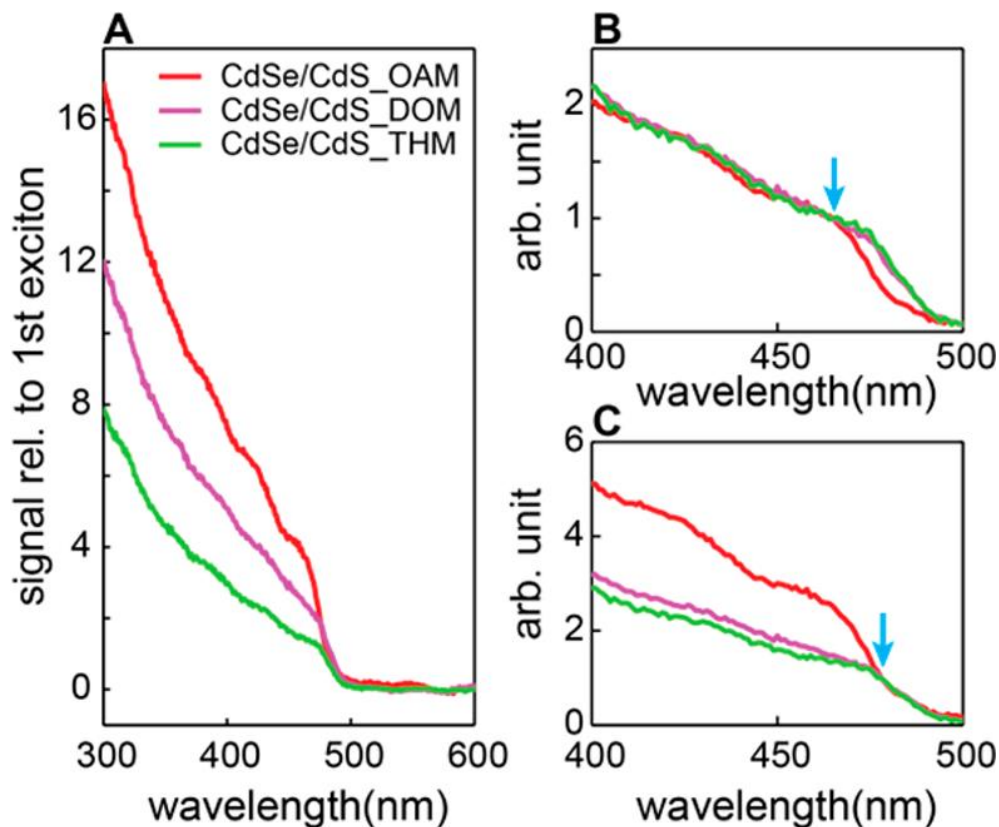 A
signal rel. to 1st exciton
16
12
8
4
0
CdSe/CdS_OAM
CdSe/CdS_DOM
CdSe/CdS_THM
300 400 500 600
wavelength(nm)
B
arb. unit
2
1
0
400 450 500
wavelength(nm)
C
arb. unit
6
4
2
0
400 450 500
wavelength(nm)